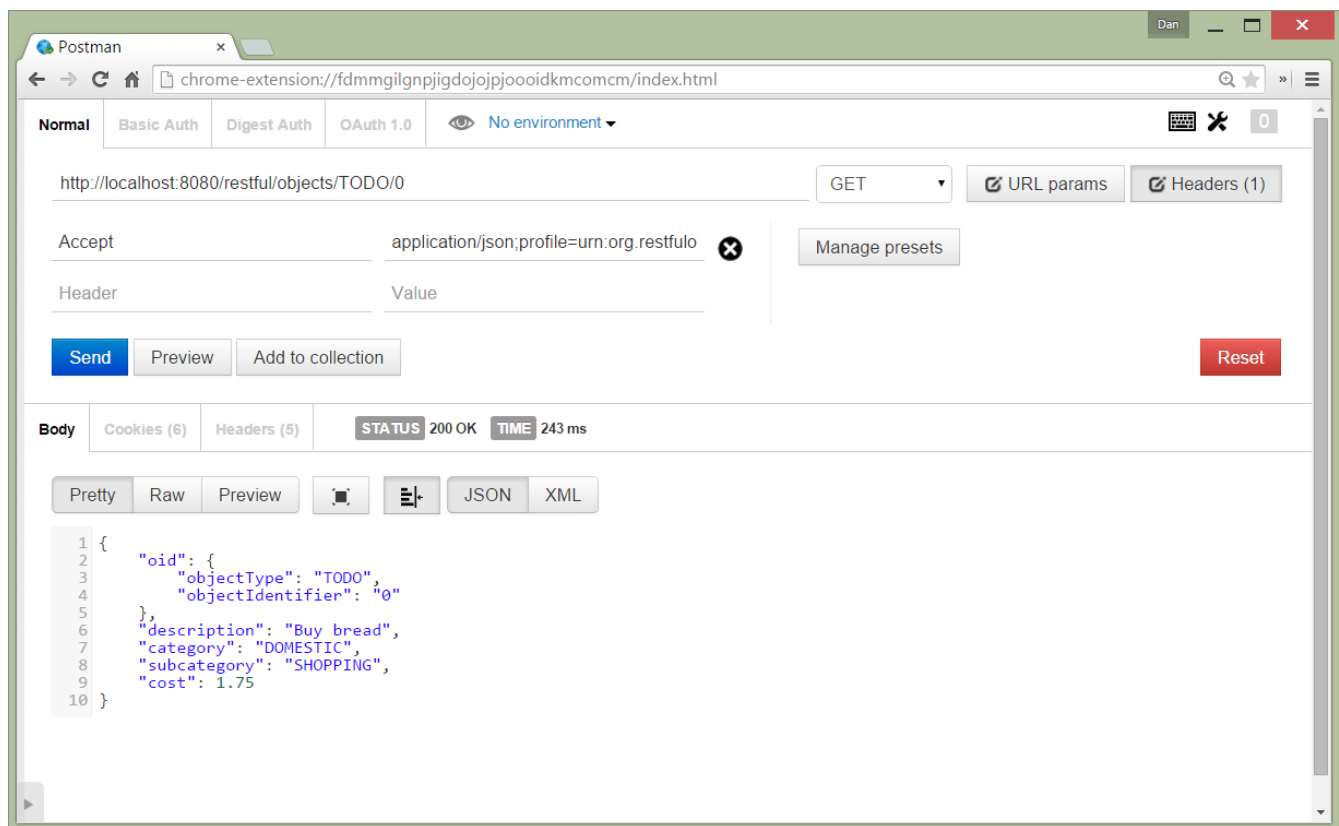 Dan
Postman
chrome-extension://fdmmgilgnpjigdojojpjoooidkmcomcm/index.html
Normal Basic Auth Digest Auth OAuth 1.0 No environment 0
http://localhost:8080/restful/objects/TODO/0 GET URL params Headers (1)
Accept application/json;profile=urn:org.restfulo Manage presets
Header Value
Send Preview Add to collection Reset
Body Cookies (6) Headers (5) STATUS 200 OK TIME 243 ms
Pretty Raw Preview JSON XML
1 {
2 "oid": {
3 "objectType": "TODO",
4 "objectIdentifier": "0"
5 },
6 "description": "Buy bread",
7 "category": "DOMESTIC",
8 "subcategory": "SHOPPING",
9 "cost": 1.75
10 }